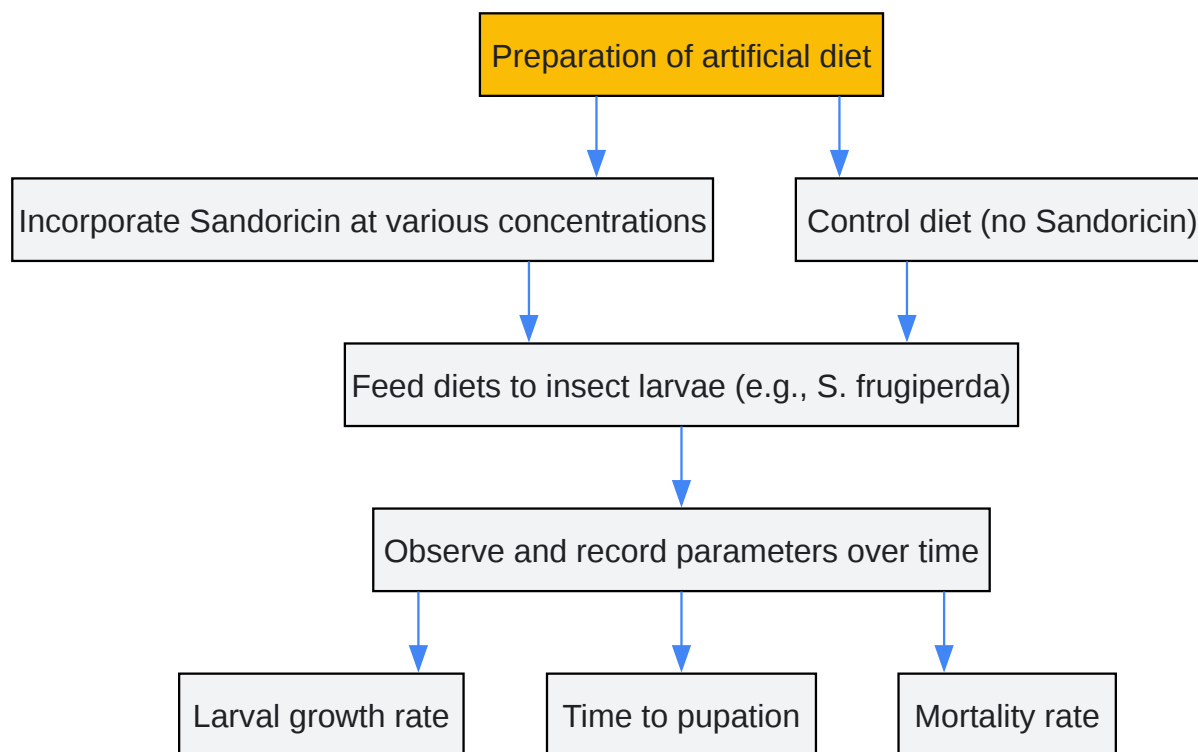 Preparation of artificial diet
Incorporate Sandoricin at various concentrations
Control diet (no Sandoricin)
Feed diets to insect larvae (e.g., S. frugiperda)
Observe and record parameters over time
Larval growth rate
Time to pupation
Mortality rate